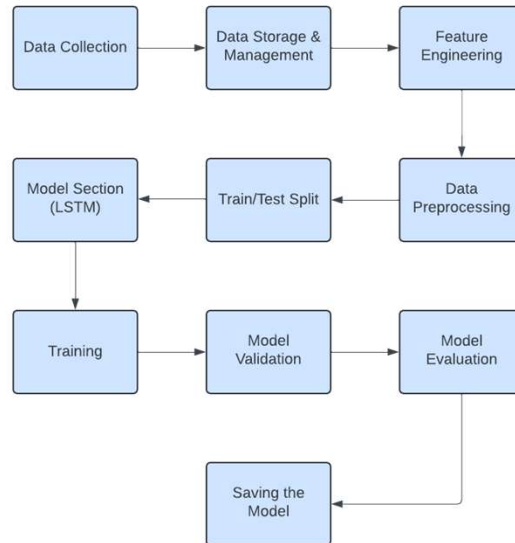 Data Collection
Data Storage &
Management
Feature
Engineering
Data
Preprocessing
Train/Test Split
Model Section
(LSTM)
Training
Model
Validation
Model
Evaluation
Saving the
Model